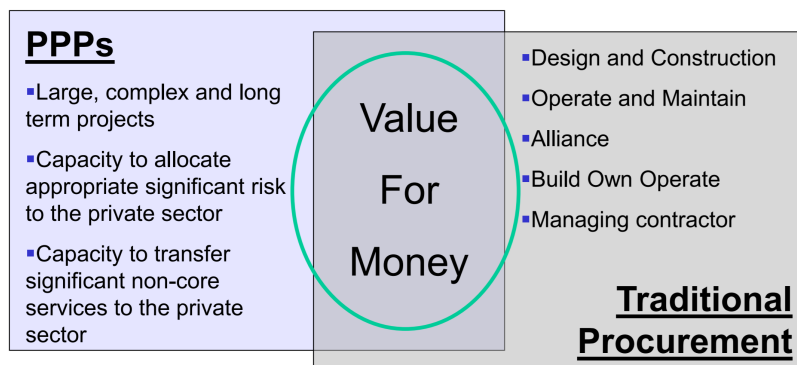 PPPs
▪Large, complex and long
term projects
▪Capacity to allocate
appropriate significant risk
to the private sector
▪Capacity to transfer
significant non-core
services to the private
sector
Value
For
Money
▪Design and Construction
▪Operate and Maintain
▪Alliance
▪Build Own Operate
▪Managing contractor
Traditional
Procurement